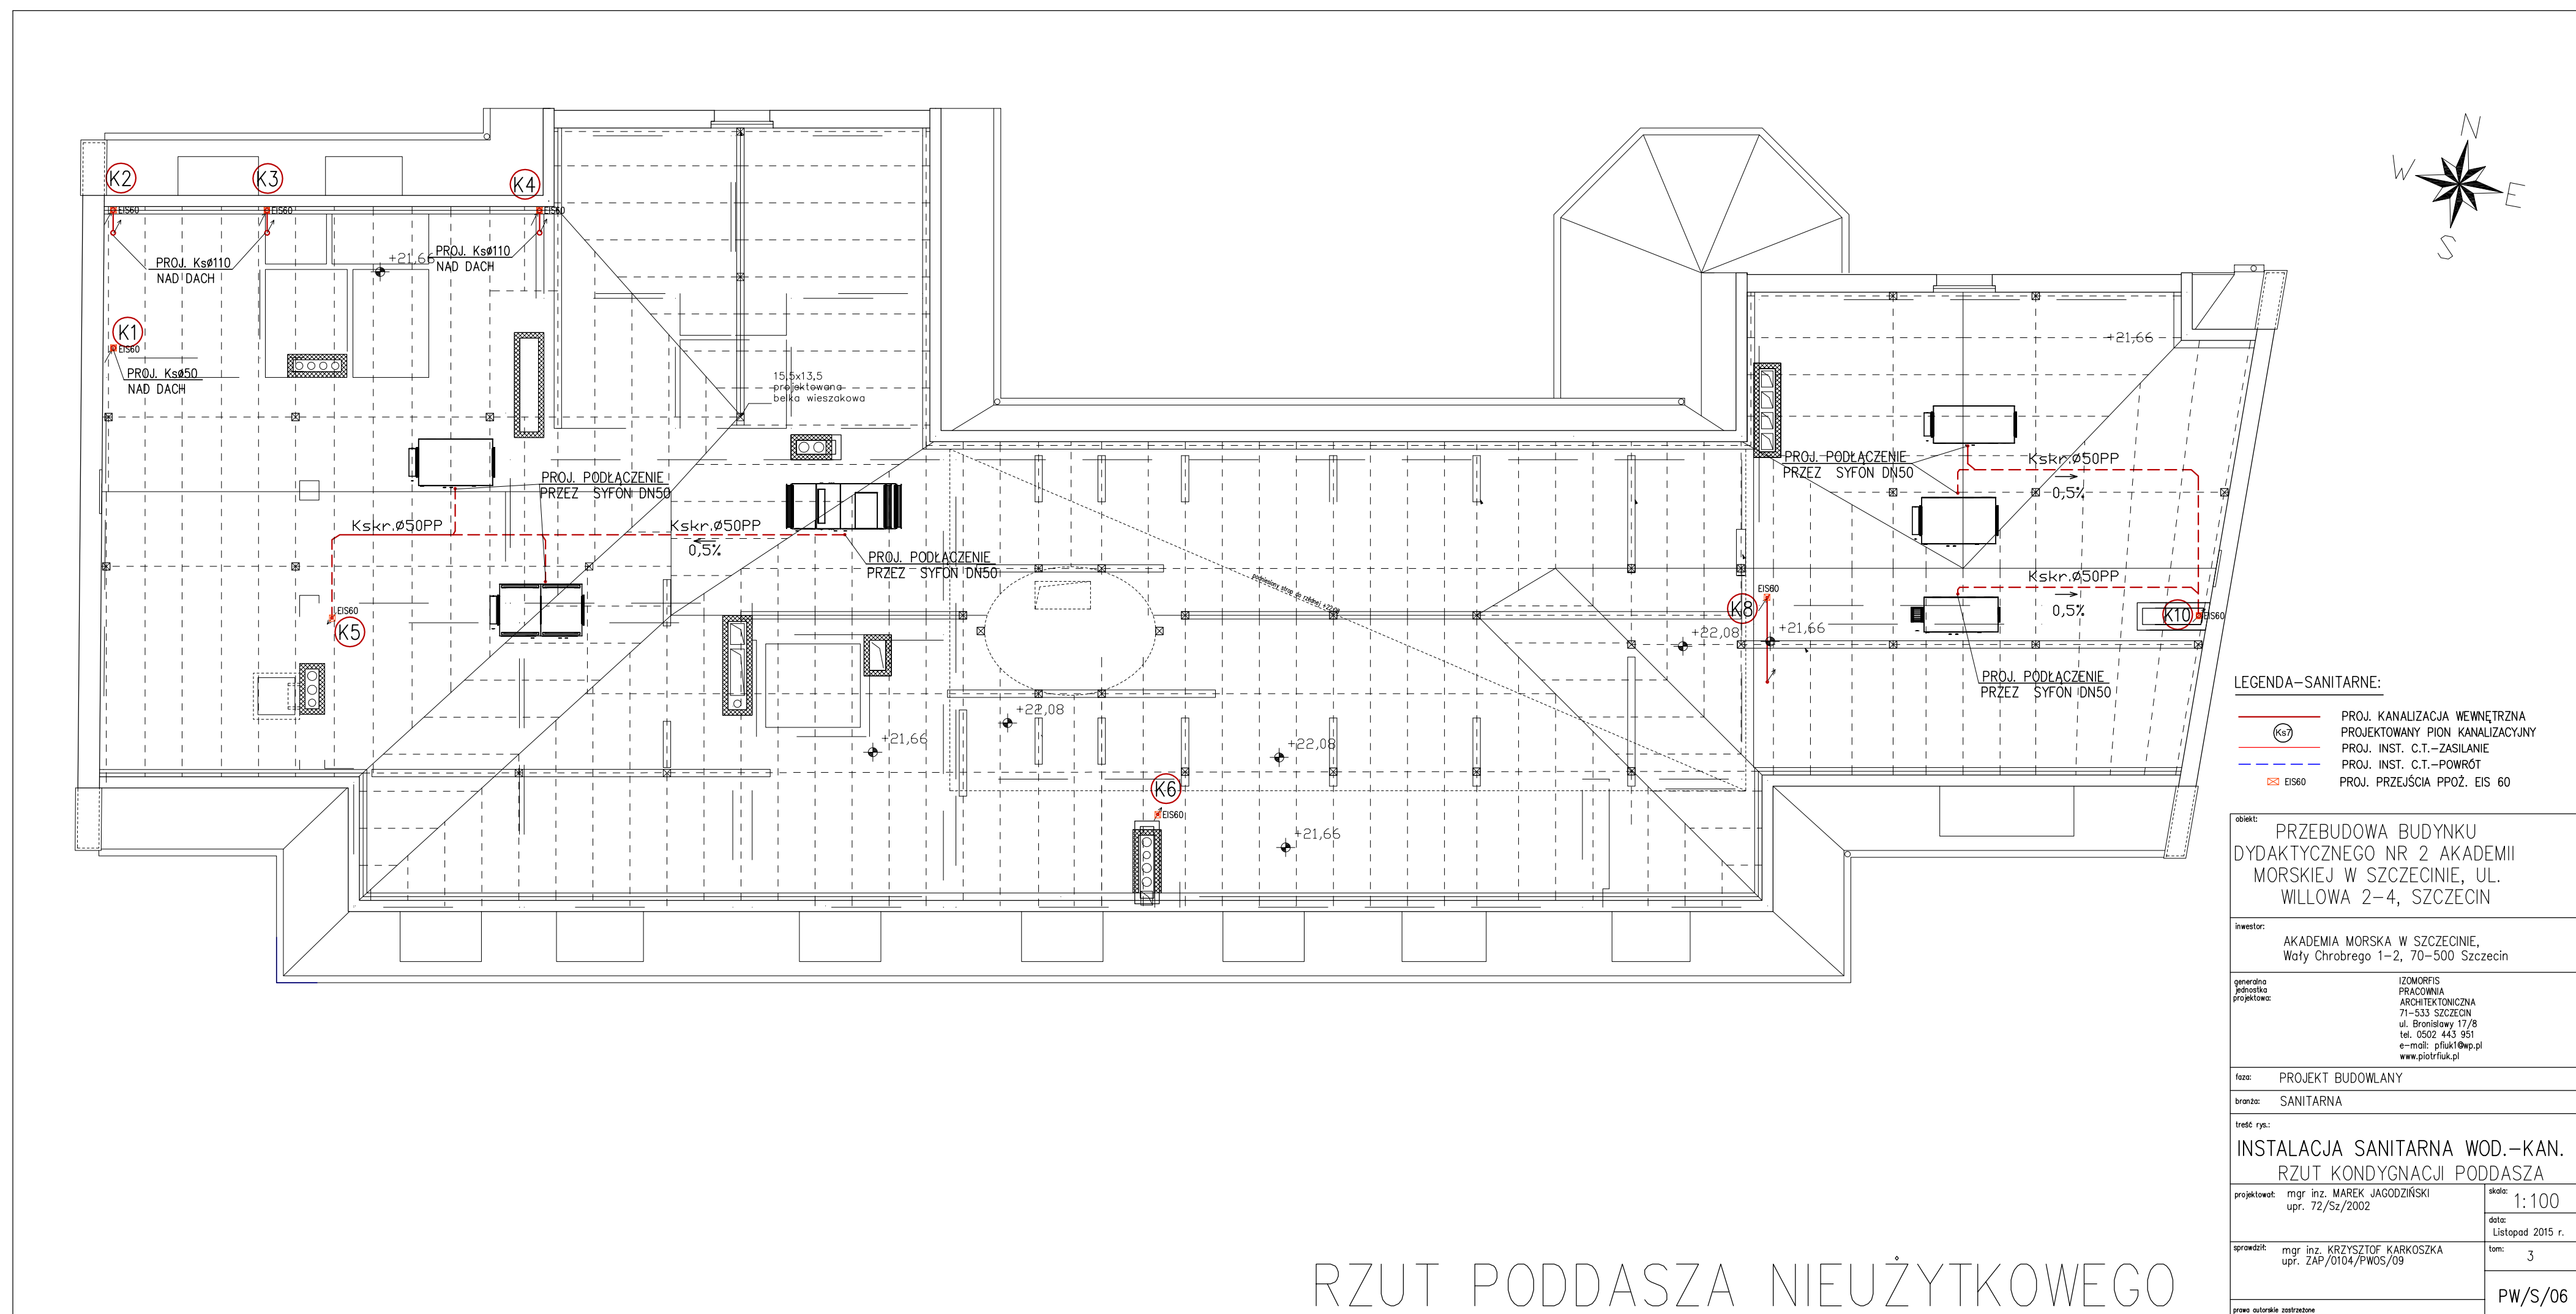 N
W
E
S
K2
K3
K4
EIS60
EIS60
EIS60
PROJ. Ksø110
NAD DACH
PROJ. Ksø110
NAD DACH
+21,66
K1
EIS60
PROJ. Ksø50
NAD DACH
15,5x13,5
projektowana
belka wieszakowa
+21,66
PROJ. PODŁĄCZENIE
PRZEZ SYFON DN50
Kskr.Ø50PP
Kskr.Ø50PP
0,5%
PROJ. PODŁĄCZENIE
PRZEZ SYFON DN50
PROJ. PODŁĄCZENIE
PRZEZ SYFON DN50
Kskr.Ø50PP
0,5%
Kskr.Ø50PP
0,5%
EIS60
K5
EIS60
K8
K10
EIS60
+22,08
+21,66
PROJ. PODŁĄCZENIE
PRZEZ SYFON DN50
+22,08
+21,66
+22,08
K6
EIS60
+21,66
LEGENDA-SANITARNE:
PROJ. KANALIZACJA WEWNĘTRZNA
Ks7 PROJEKTOWANY PION KANALIZACYJNY
PROJ. INST. C.T.-ZASILANIE
PROJ. INST. C.T.-POWRÓT
EIS60 PROJ. PRZEJŚCIA PPOŻ. EIS 60
obiekt:
PRZEBUDOWA BUDYNKU
DYDAKTYCZNEGO NR 2 AKADEMII
MORSKIEJ W SZCZECINIE, UL.
WILLOWA 2-4, SZCZECIN
inwestor:
AKADEMIA MORSKA W SZCZECINIE,
Wały Chrobrego 1-2, 70-500 Szczecin
generalna
jednostka
projektowa:
IZOMORFIS
PRACOWNIA
ARCHITEKTONICZNA
71-533 SZCZECIN
ul. Bronisławy 17/8
tel. 0502 443 951
e-mail: pfiuk1@wp.pl
www.piotrfiuk.pl
faza: PROJEKT BUDOWLANY
branża: SANITARNA
treść rys.:
INSTALACJA SANITARNA WOD.-KAN.
RZUT KONDYGNACJI PODDASZA
projektował: mgr inz. MAREK JAGODZIŃSKI
upr. 72/Sz/2002
skala: 1:100
data:
Listopad 2015 r.
sprawdził: mgr inz. KRZYSZTOF KARKOSZKA
upr. ZAP/0104/PWOS/09
tom: 3
PW/S/06
prawa autorskie zastrzeżone
RZUT PODDASZA NIEUŻYTKOWEGO